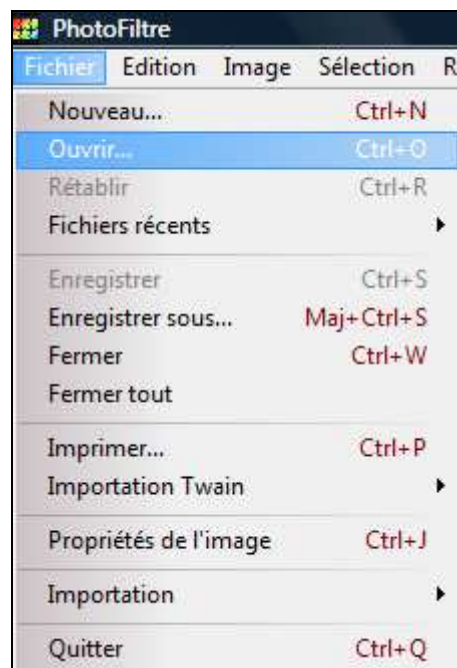 PhotoFiltre
Fichier Edition Image Sélection R
Nouveau... Ctrl+N
Ouvrir... Ctrl+O
Rétablir Ctrl+R
Fichiers récents
Enregistrer Ctrl+S
Enregistrer sous... Maj+Ctrl+S
Fermer Ctrl+W
Fermer tout
Imprimer... Ctrl+P
Importation Twain
Propriétés de l'image Ctrl+J
Importation
Quitter Ctrl+Q